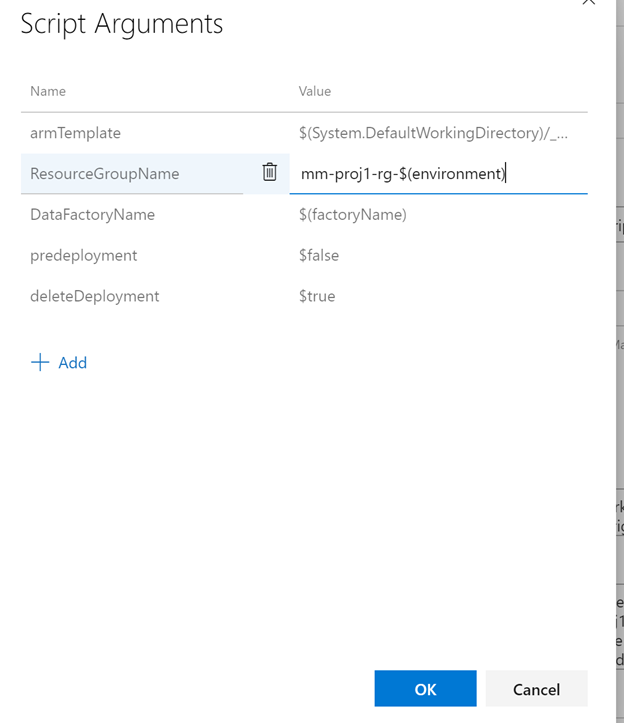 Script Arguments
Name Value
armTemplate $(System.DefaultWorkingDirectory)/_...
ResourceGroupName mm-proj1-rg-$(environment)
DataFactoryName $(factoryName)
predeployment $false
deleteDeployment $true
Add
OK Cancel